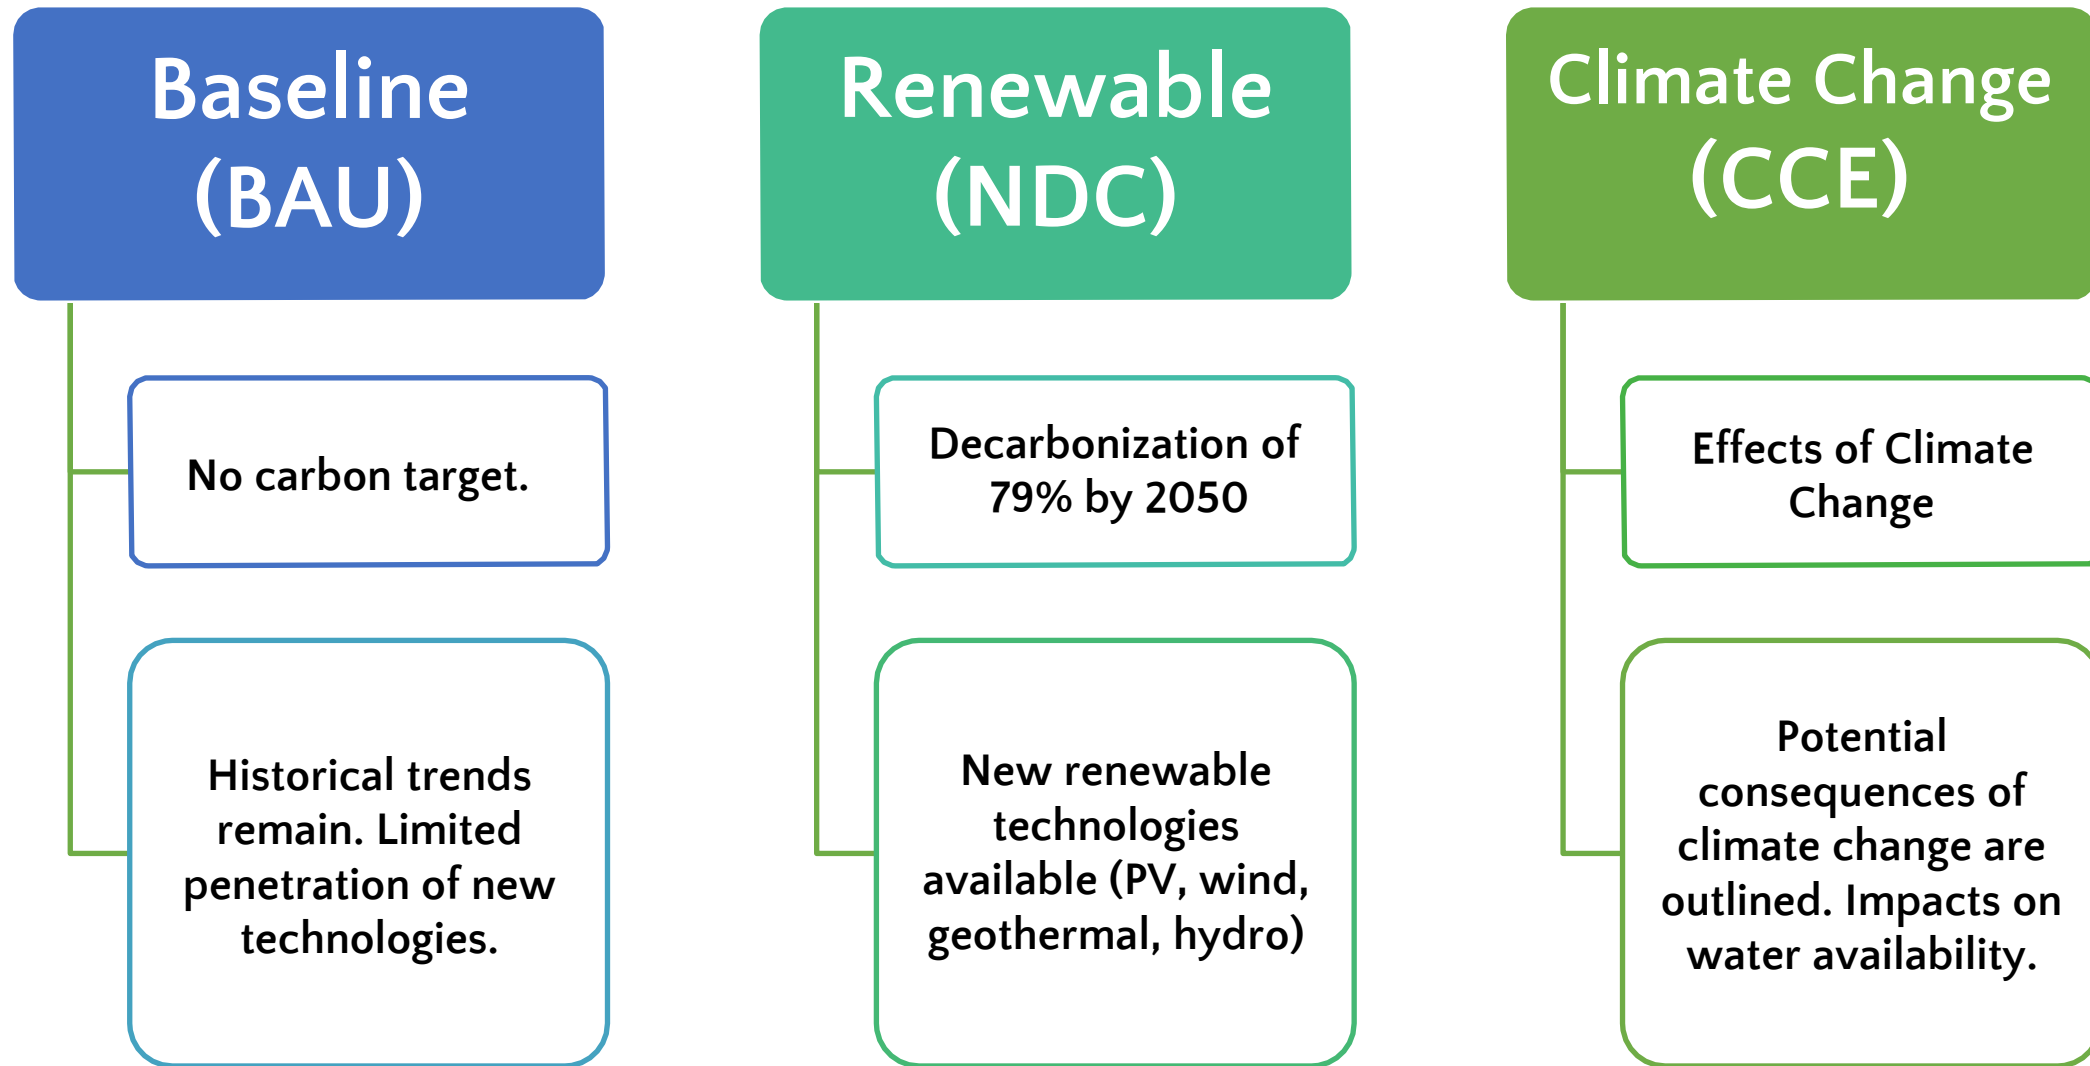 Baseline
(BAU)
No carbon target.
Historical trends
remain. Limited
penetration of new
technologies.
Renewable
(NDC)
Decarbonization of
79% by 2050
New renewable
technologies
available (PV, wind,
geothermal, hydro)
Climate Change
(CCE)
Effects of Climate
Change
Potential
consequences of
climate change are
outlined. Impacts on
water availability.